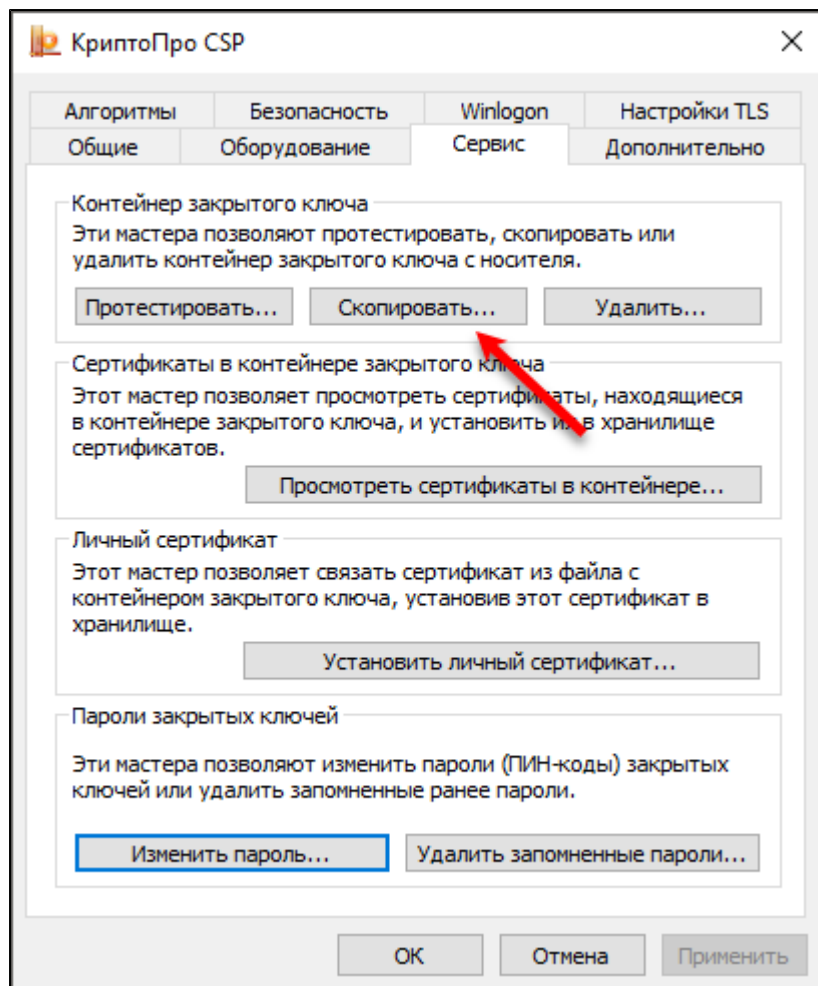 КриптоПро CSP
Алгоритмы Безопасность Winlogon Настройки TLS
Общие Оборудование Сервис Дополнительно
Контейнер закрытого ключа
Эти мастера позволяют протестировать, скопировать или
удалить контейнер закрытого ключа с носителя.
Протестировать... Скопировать... Удалить...
Сертификаты в контейнере закрытого ключа
Этот мастер позволяет просмотреть сертификаты, находящиеся
в контейнере закрытого ключа, и установить их в хранилище
сертификатов.
Просмотреть сертификаты в контейнере...
Личный сертификат
Этот мастер позволяет связать сертификат из файла с
контейнером закрытого ключа, установив этот сертификат в
хранилище.
Установить личный сертификат...
Пароли закрытых ключей
Эти мастера позволяют изменить пароли (ПИН-коды) закрытых
ключей или удалить запомненные ранее пароли.
Изменить пароль... Удалить запомненные пароли...
ОК Отмена Применить